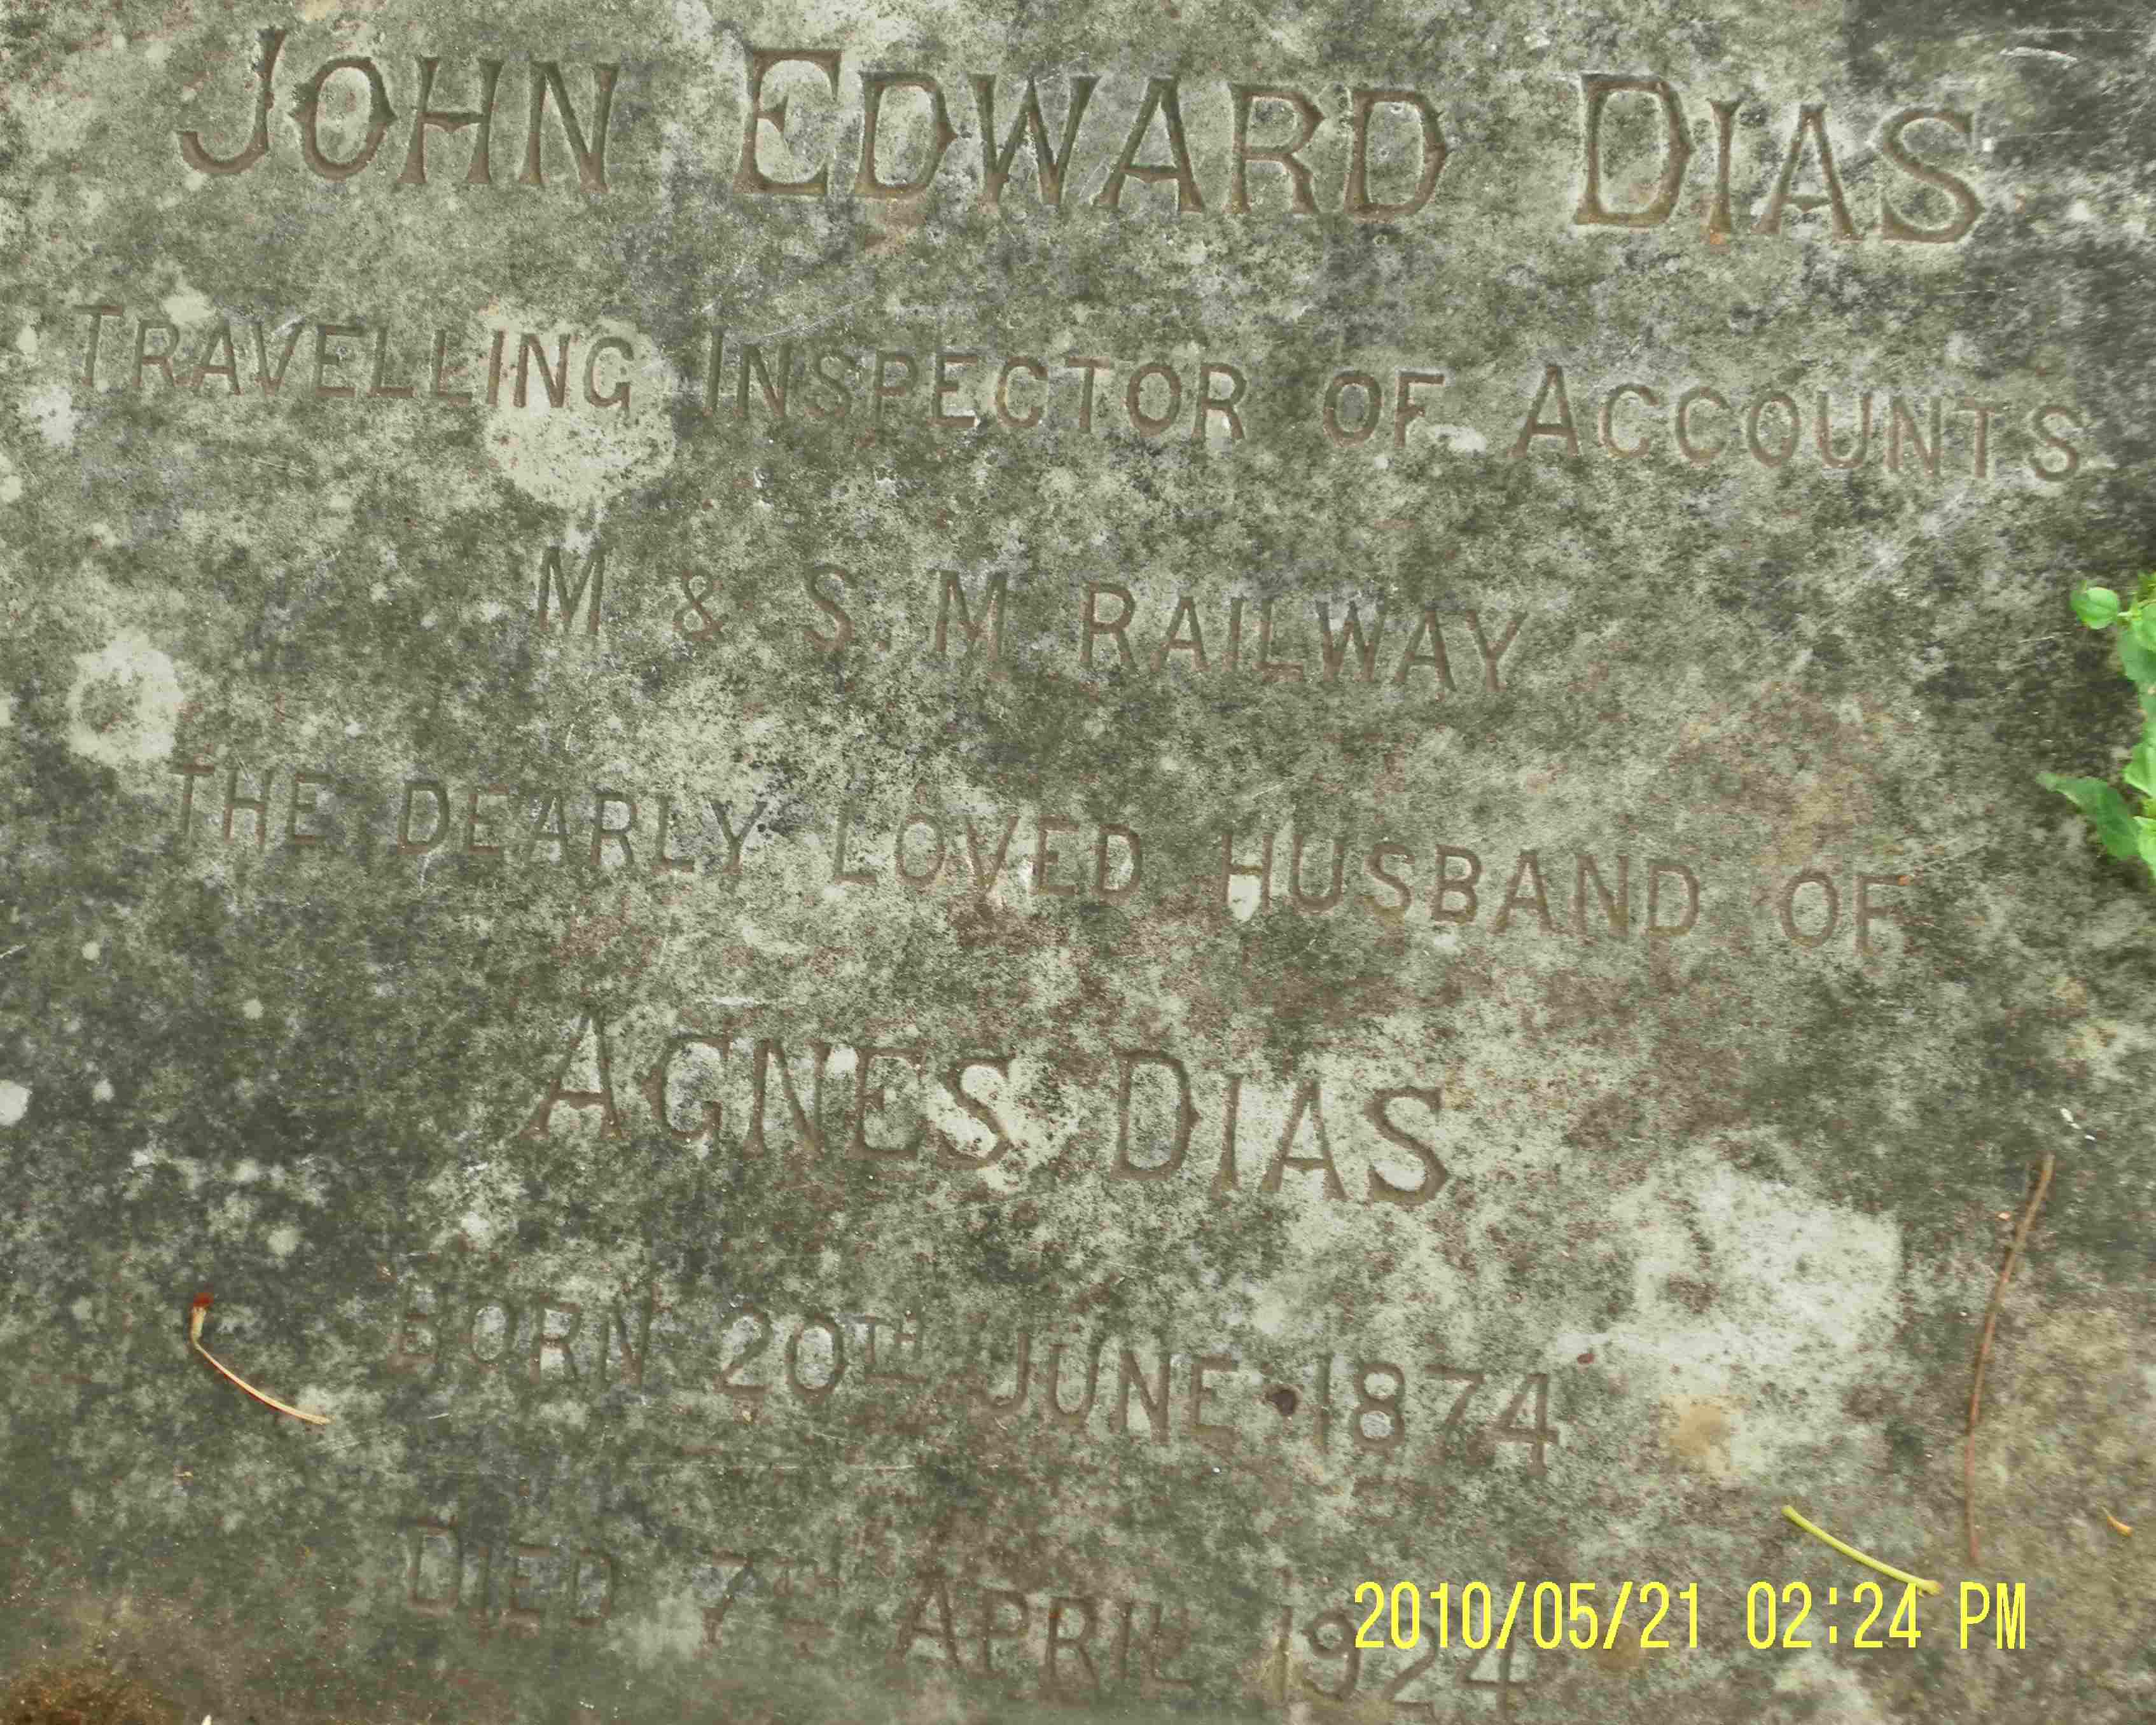 JOHN EDWARD DIAS
TRAVELLING INSPECTOR OF ACCOUNTS
M & S. M RAILWAY
THE DEARLY LOVED HUSBAND OF
AGNES DIAS
BORN 20TH JUNE 1874
DIED 7TH APRIL 1924
2010/05/21 02:24 PM